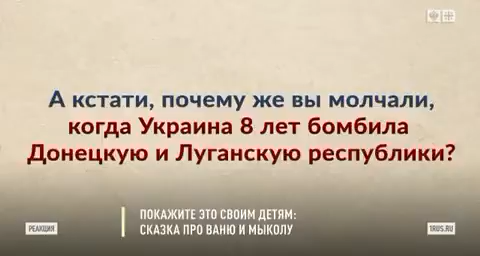 А кстати, почему же вы молчали,
когда Украина 8 лет бомбила
Донецкую и Луганскую республики?
ПОКАЖИТЕ ЭТО СВОИМ ДЕТЯМ:
СКАЗКА ПРО ВАНЮ И МЫКОЛУ
РЕАКЦИЯ
1RUS.RU